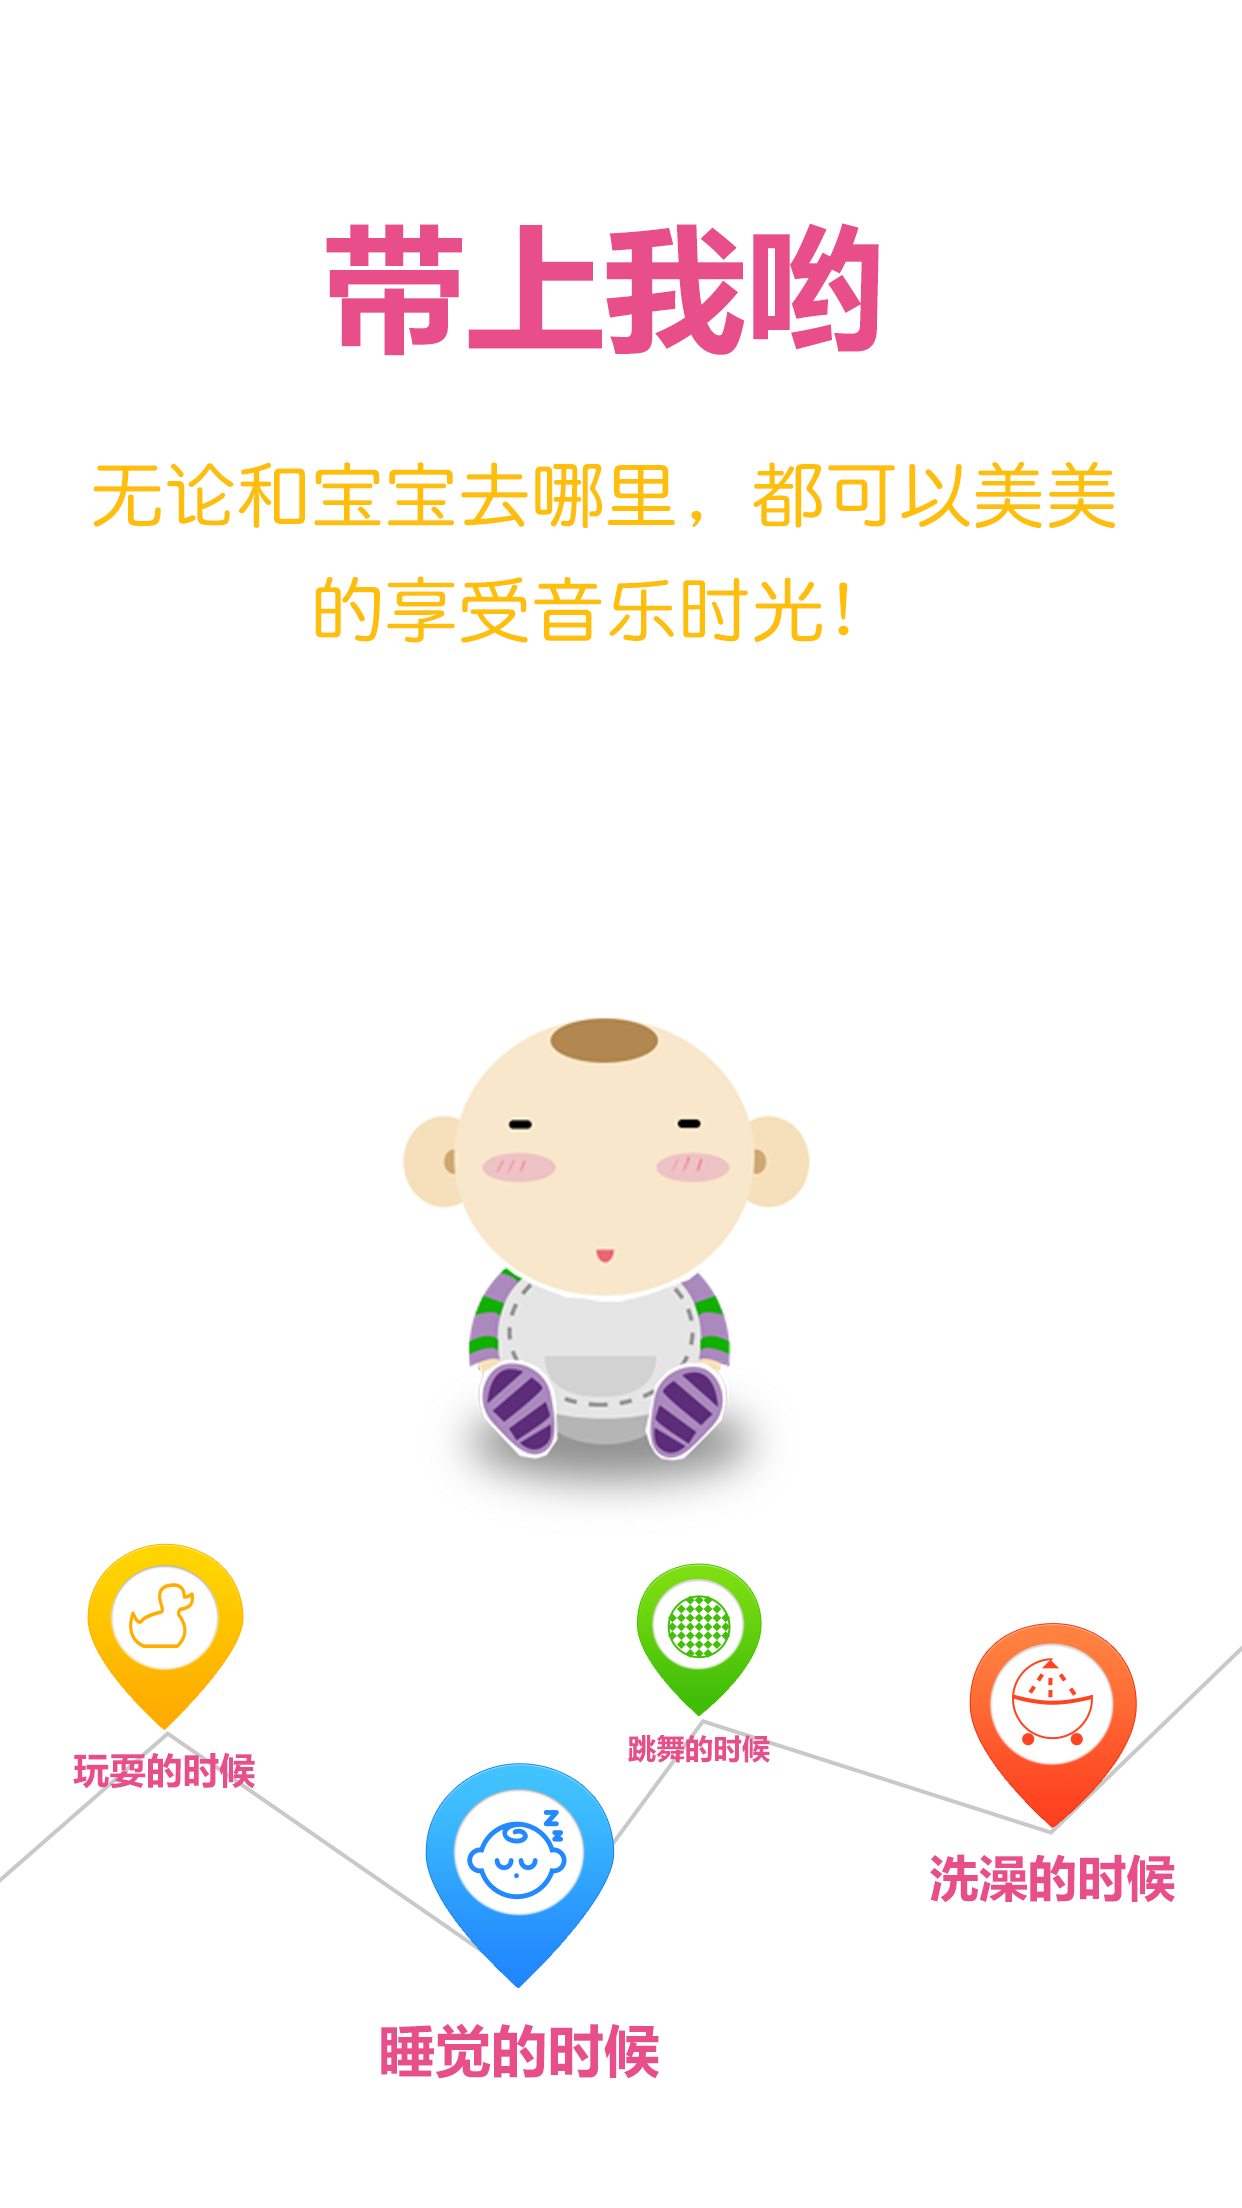 带上我哟
无论和宝宝去哪里，都可以美美
的享受音乐时光！
玩耍的时候
跳舞的时候
洗澡的时候
睡觉的时候